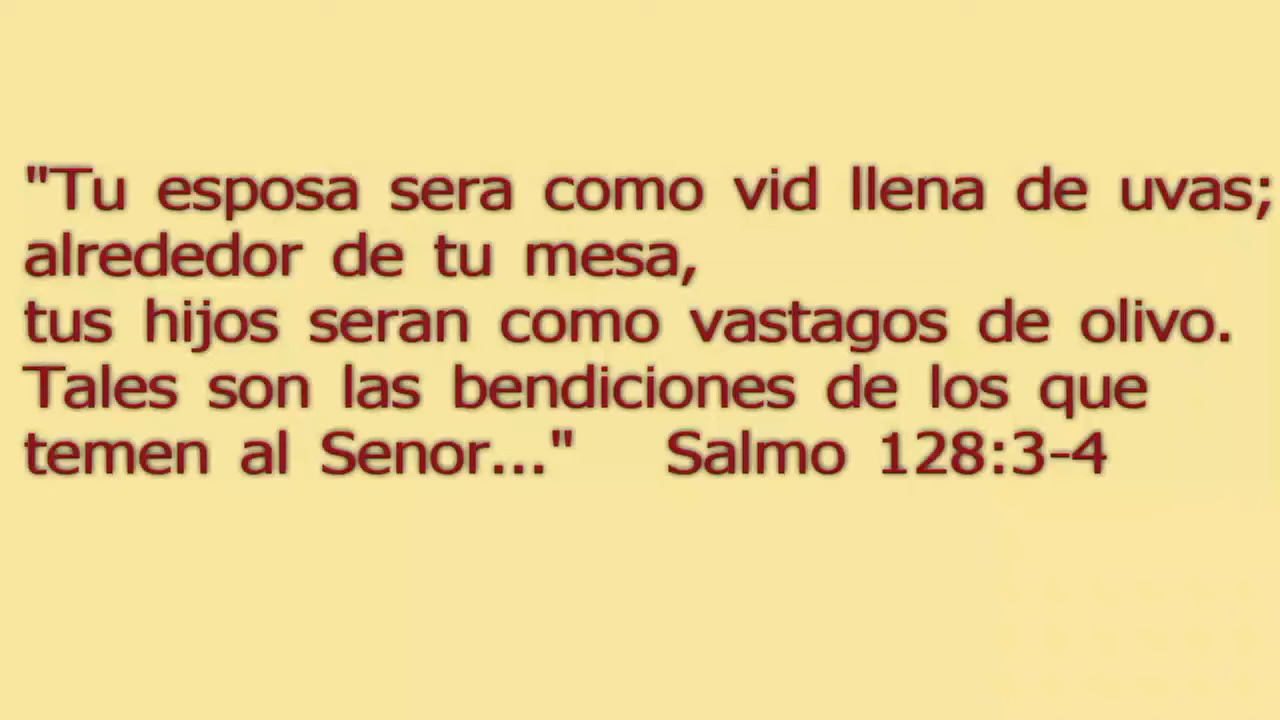 "Tu esposa sera como vid llena de uvas;
alrededor de tu mesa,
tus hijos seran como vastagos de olivo.
Tales son las bendiciones de los que
temen al Senor..." Salmo 128:3-4